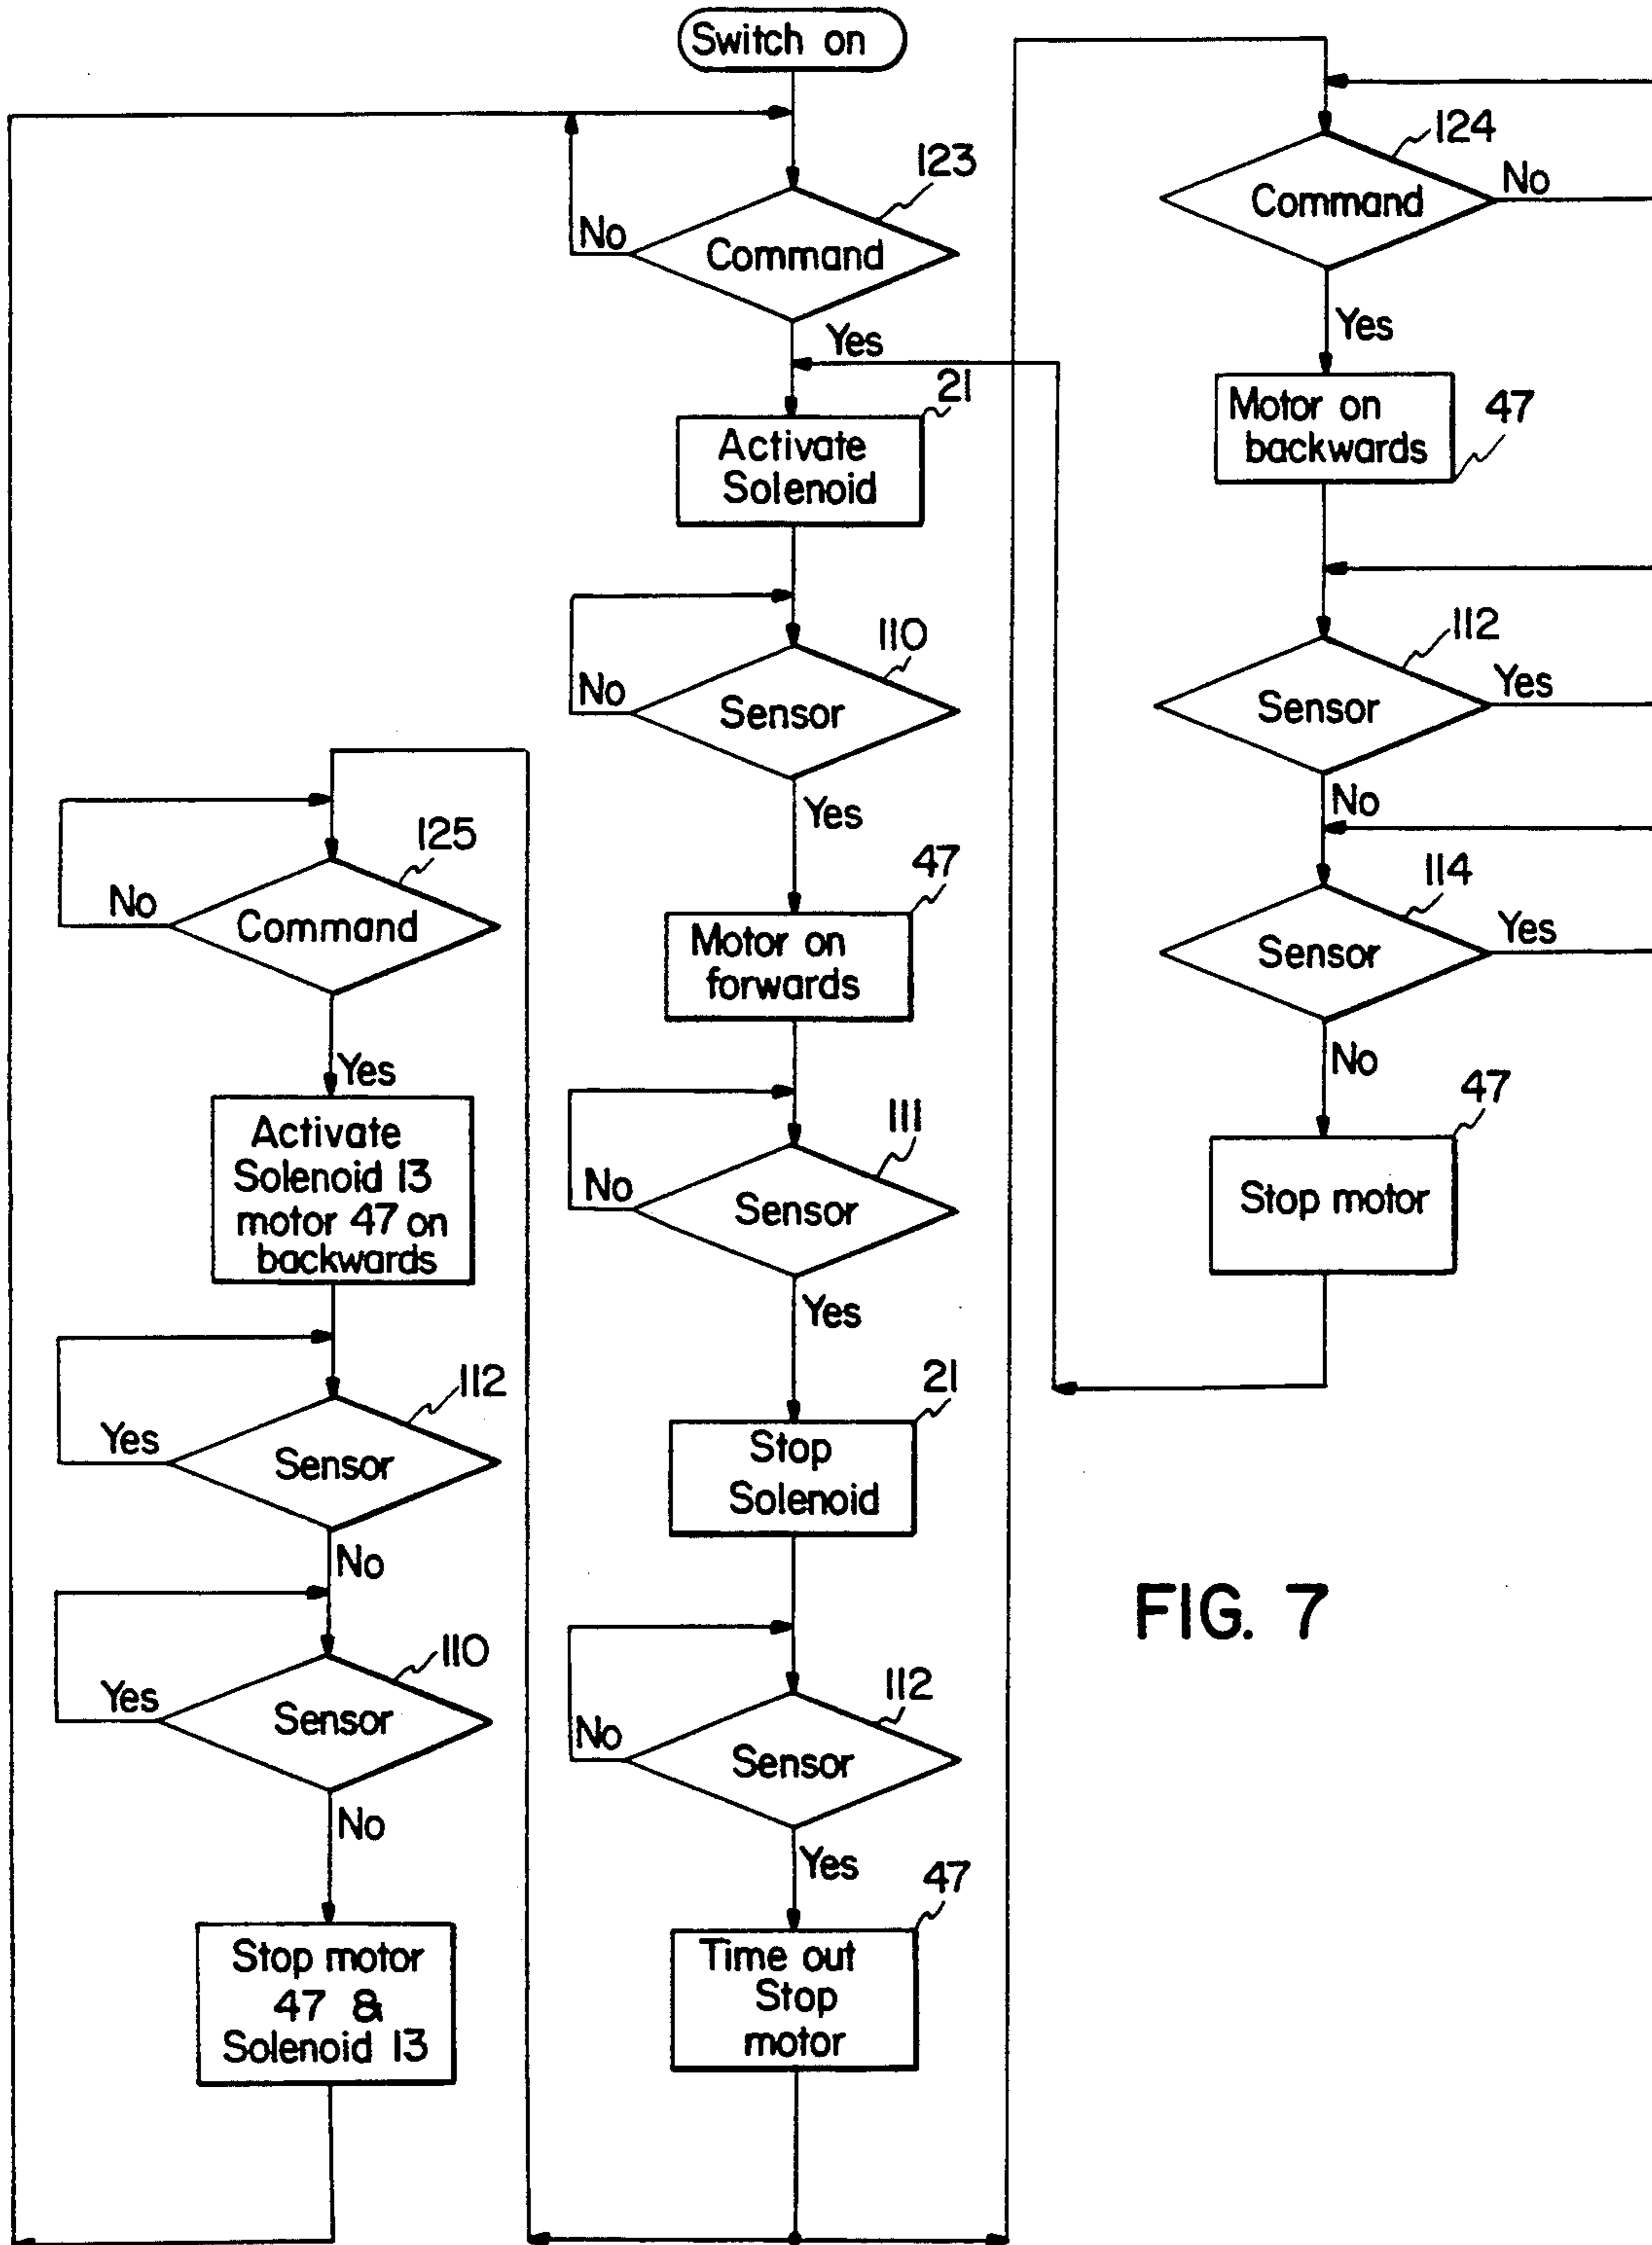 Switch on
123
No
Command
Yes
21
Activate
Solenoid
110
No
Sensor
Yes
47
Motor on
forwards
111
No
Sensor
Yes
21
Stop
Solenoid
112
No
Sensor
Yes
47
Time out
Stop
motor
125
No
Command
Yes
Activate
Solenoid 13
motor 47 on
backwards
112
Yes
Sensor
No
110
Yes
Sensor
No
Stop motor
47 &
Solenoid 13
124
No
Command
Yes
47
Motor on
backwards
112
Yes
Sensor
No
114
Yes
Sensor
No
47
Stop motor
FIG. 7